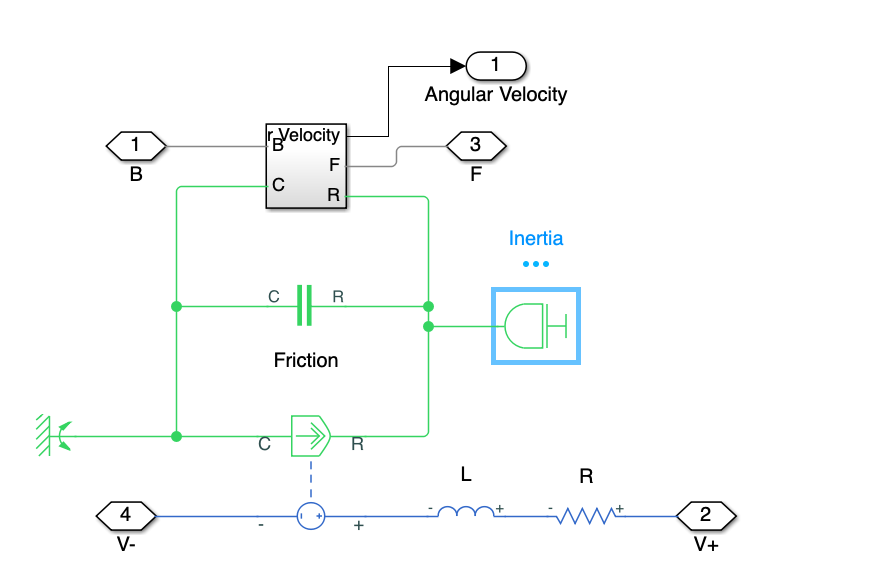 1
Angular Velocity
r Velocity
1
B
B
F
3
F
C
R
Inertia
C
R
Friction
C
R
L
R
4
-
- +
+
-
+
-
+
2
V-
V+